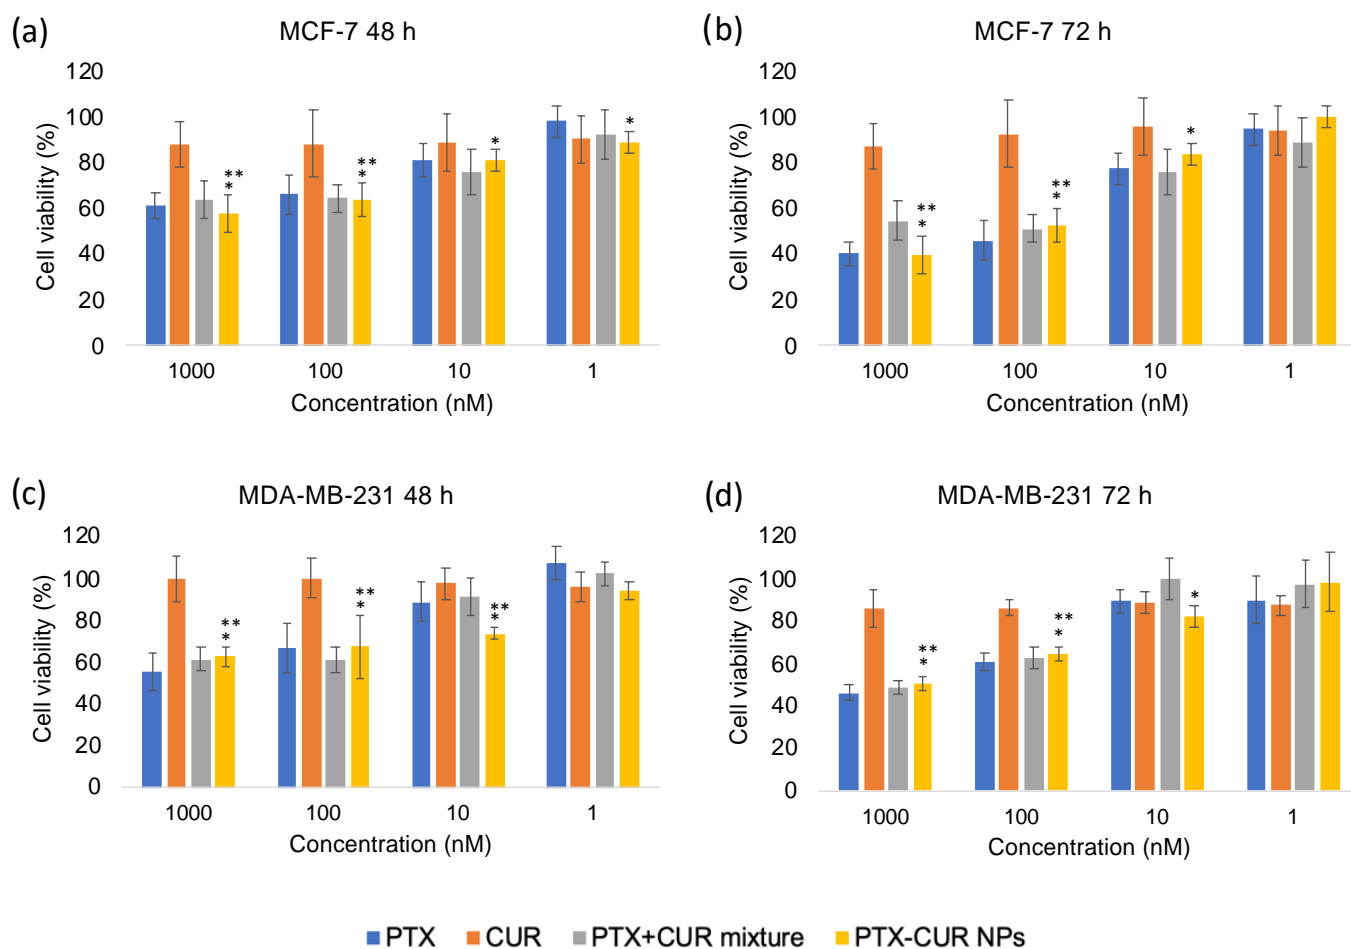 (a)
MCF-7 48 h
Cell viability (%)
120
100
80
60
40
20
0
** * ** * * *
1000 100 10 1
Concentration (nM)
(b)
MCF-7 72 h
Cell viability (%)
120
100
80
60
40
20
0
** * ** * *
1000 100 10 1
Concentration (nM)
(c)
MDA-MB-231 48 h
Cell viability (%)
120
100
80
60
40
20
0
** * ** * ** *
1000 100 10 1
Concentration (nM)
(d)
MDA-MB-231 72 h
Cell viability (%)
120
100
80
60
40
20
0
** * ** * *
1000 100 10 1
Concentration (nM)
PTX CUR PTX+CUR mixture PTX-CUR NPs